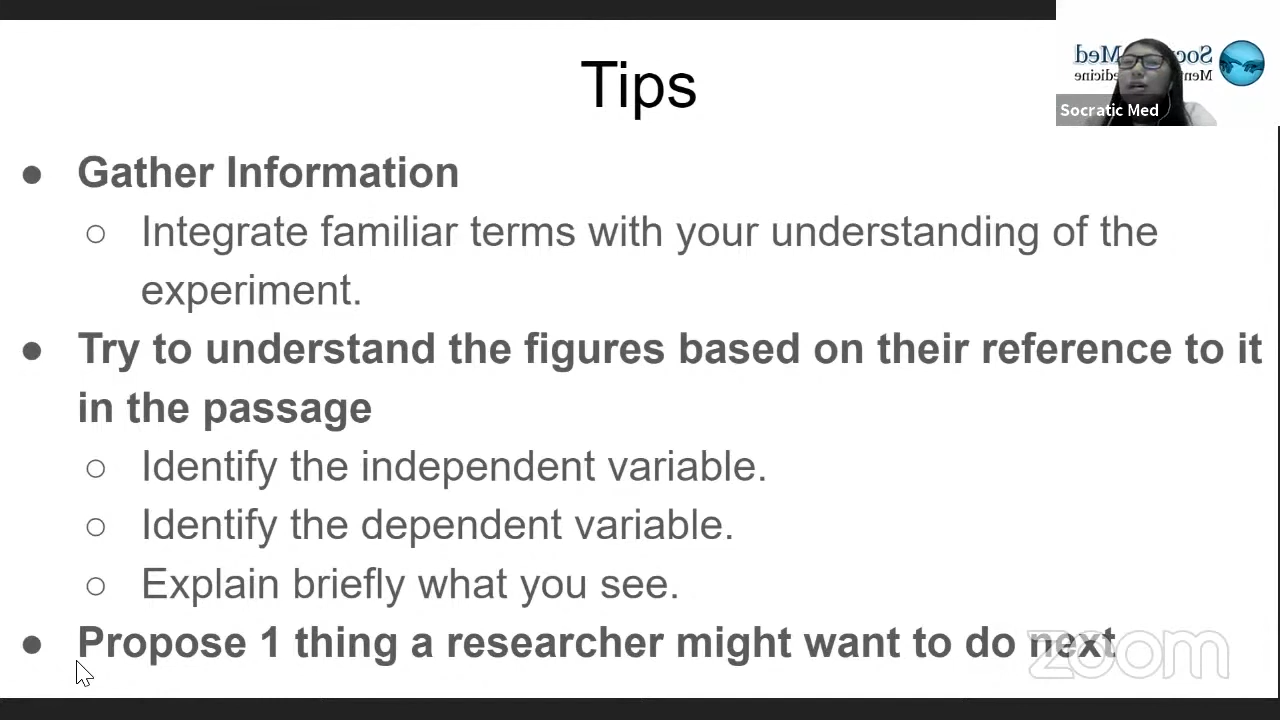 Tips
Socratic Med
● Gather Information
○ Integrate familiar terms with your understanding of the
experiment.
● Try to understand the figures based on their reference to it
in the passage
○ Identify the independent variable.
○ Identify the dependent variable.
○ Explain briefly what you see.
● Propose 1 thing a researcher might want to do next
zoom